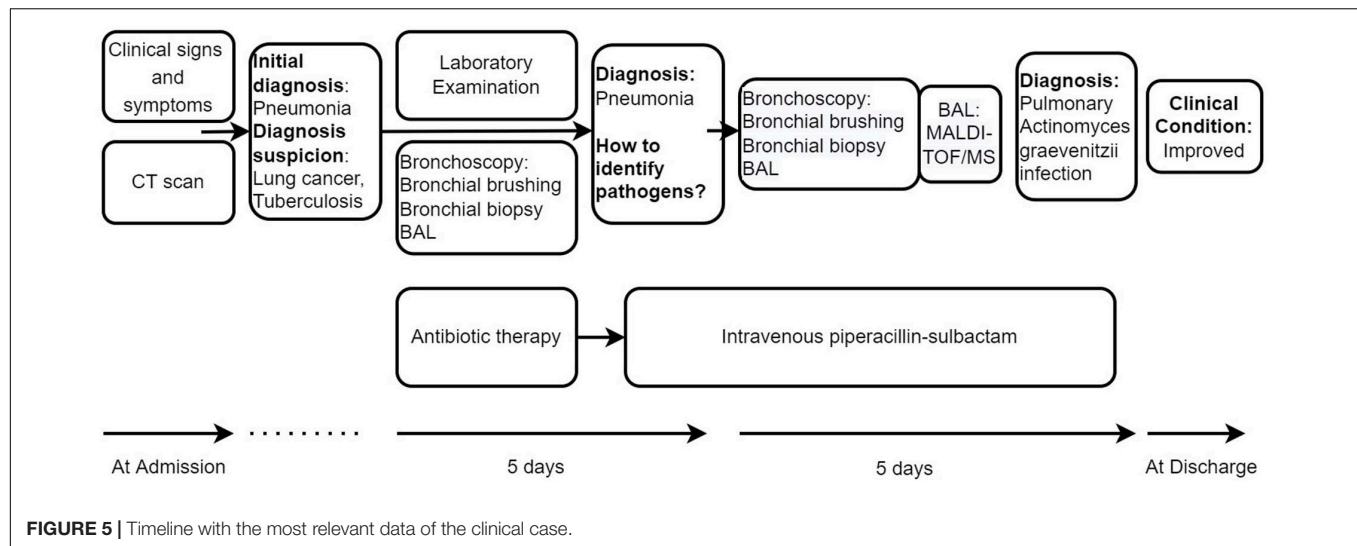 Clinical signs
and
symptoms
CT scan
Initial
diagnosis:
Pneumonia
Diagnosis
suspicion:
Lung cancer,
Tuberculosis
Laboratory
Examination
Bronchoscopy:
Bronchial brushing
Bronchial biopsy
BAL
Diagnosis:
Pneumonia
How to
identify
pathogens?
Bronchoscopy:
Bronchial brushing
Bronchial biopsy
BAL
BAL:
MALDI-
TOF/MS
Diagnosis:
Pulmonary
Actinomyces
graevenitzii
infection
Clinical
Condition:
Improved
Antibiotic therapy
Intravenous piperacillin-sulbactam
At Admission
5 days
5 days
At Discharge
FIGURE 5 | Timeline with the most relevant data of the clinical case.